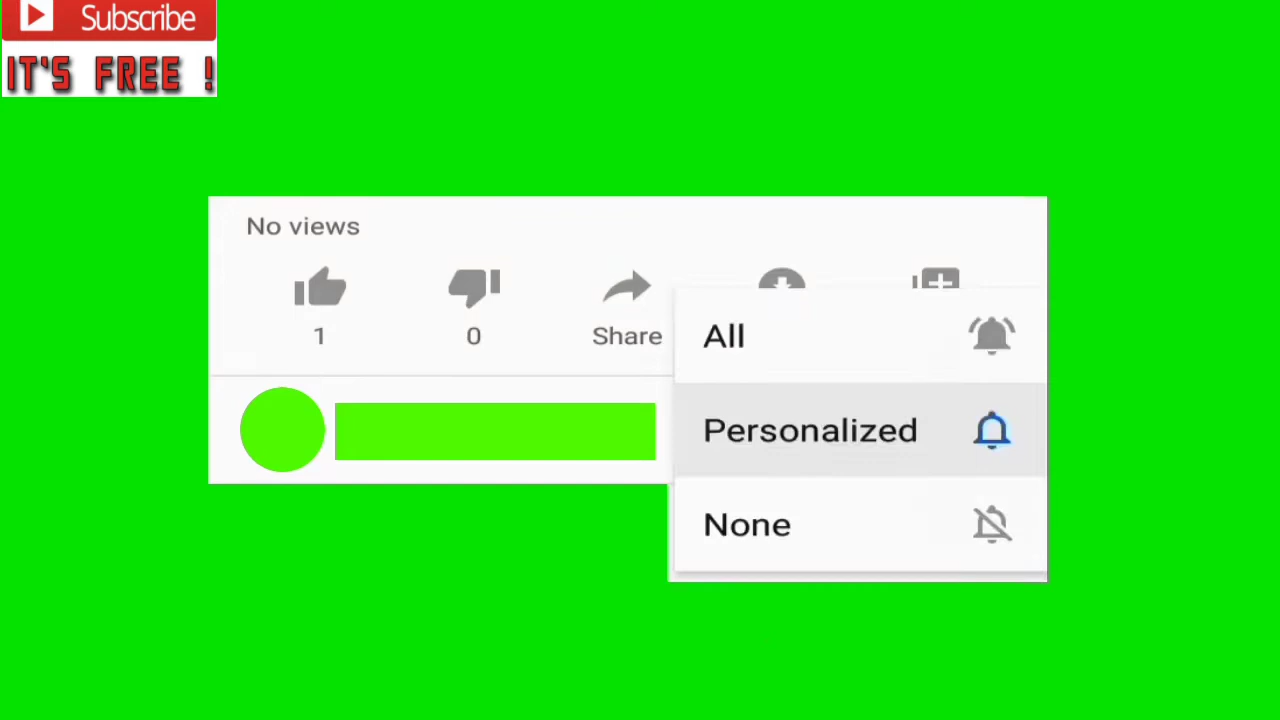 Subscribe
IT'S FREE !
No views
1
0
Share
All
Personalized
None